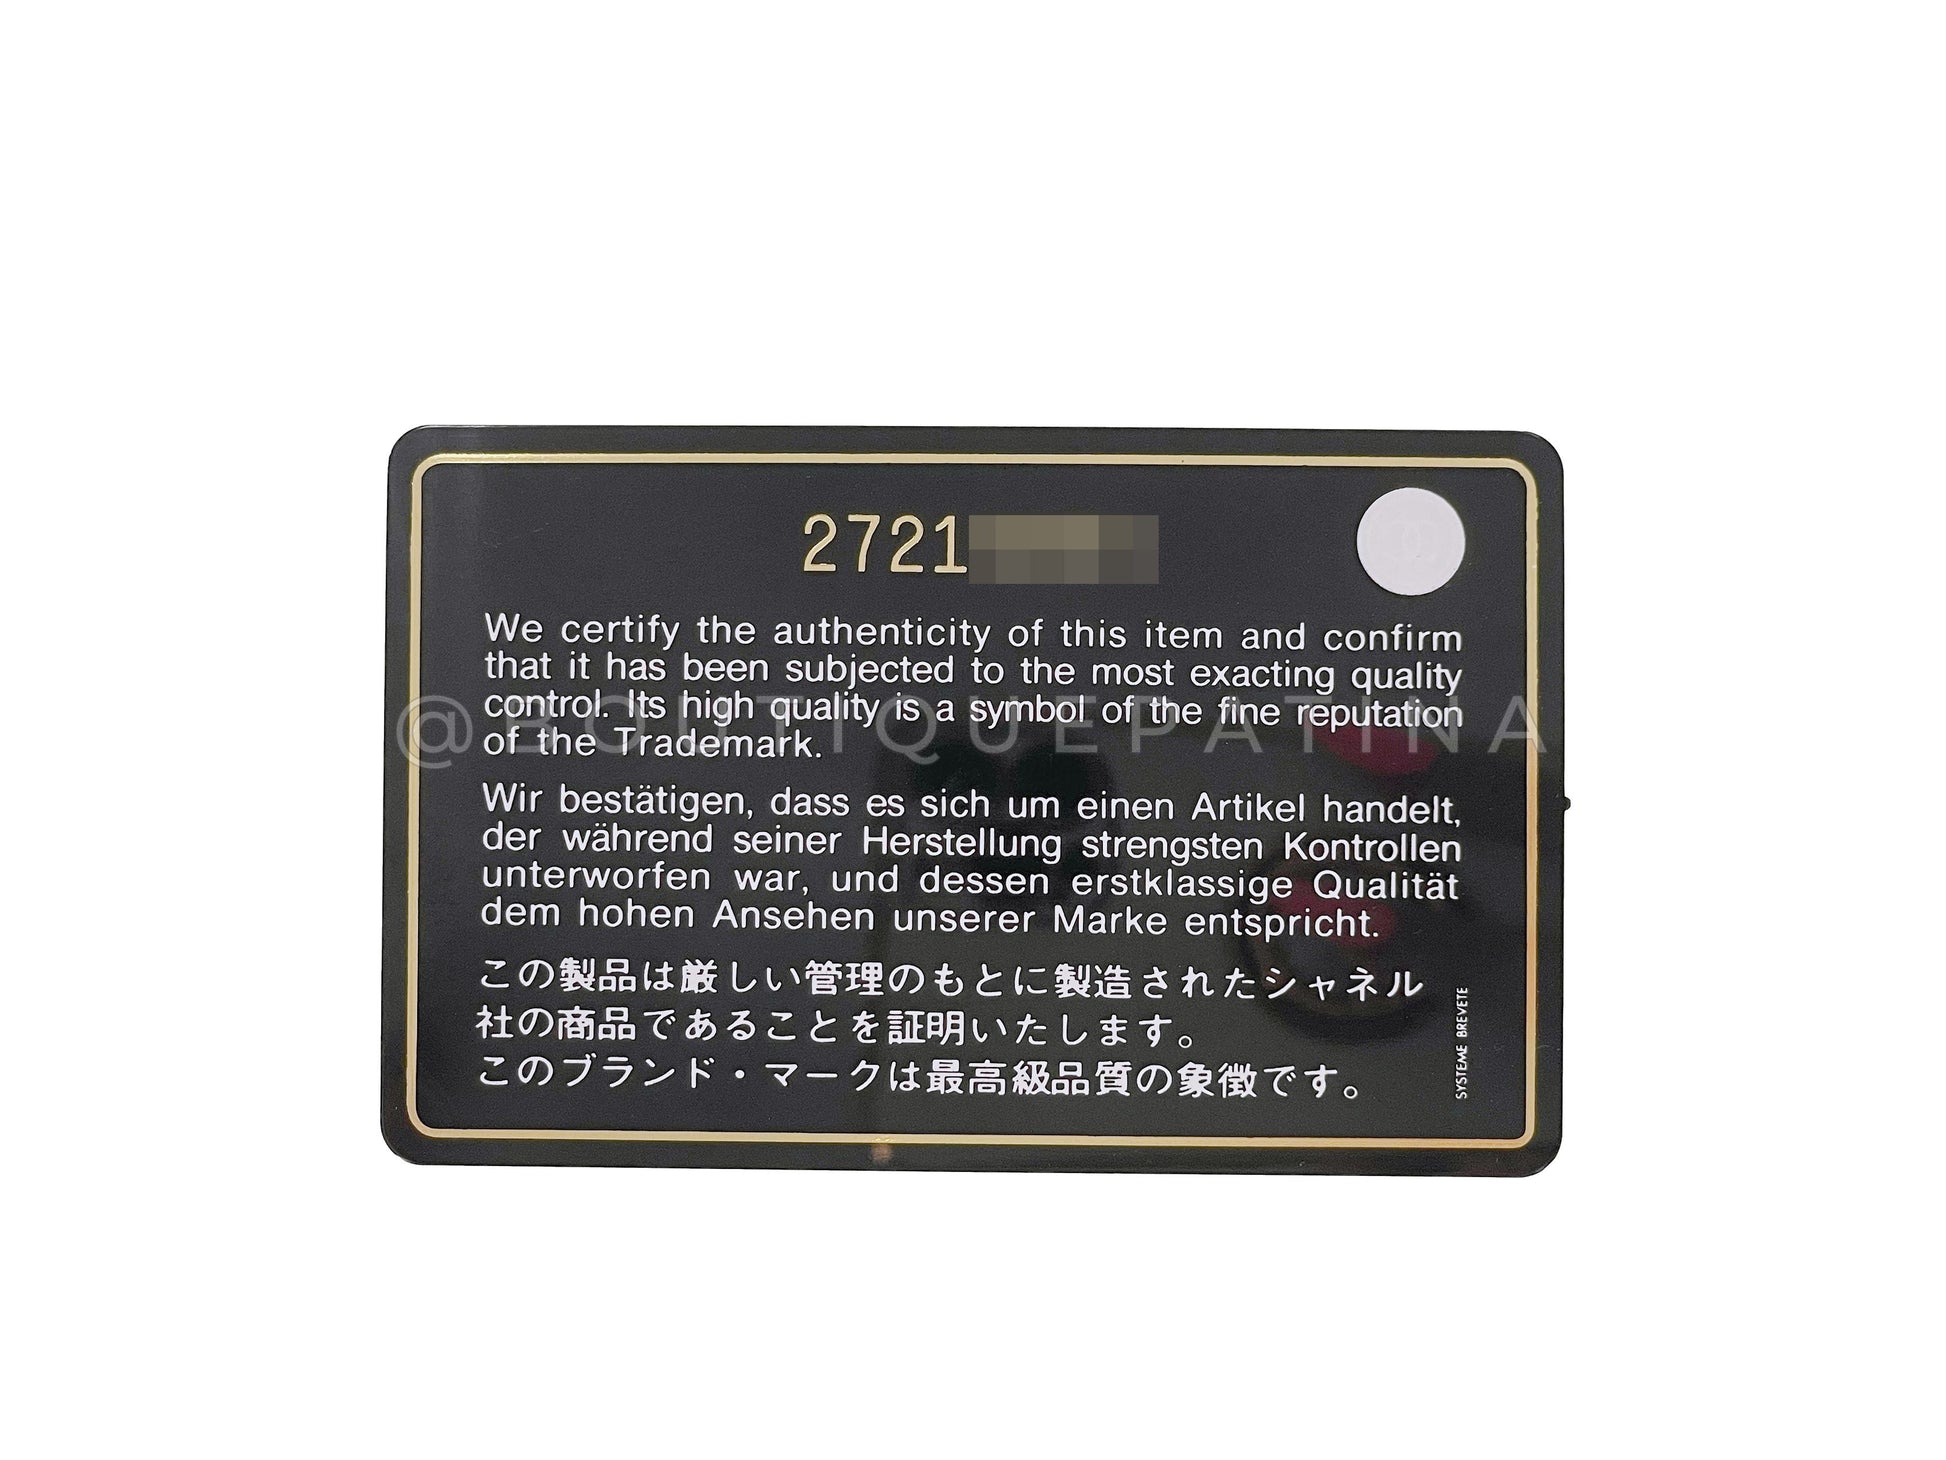 2721
We certify the authenticity of this item and confirm
that it has been subjected to the most exacting quality
control. Its high quality is a symbol of the fine reputation
of the Trademark.
@BOUTIQUEPATINA
Wir bestätigen, dass es sich um einen Artikel handelt,
der während seiner Herstellung strengsten Kontrollen
unterworfen war, und dessen erstklassige Qualität
dem hohen Ansehen unserer Marke entspricht.
この製品は厳しい管理のもとに製造されたシャネル
社の商品であることを証明いたします。
このブランド・マークは最高級品質の象徴です。
SYSTEME BREVETE